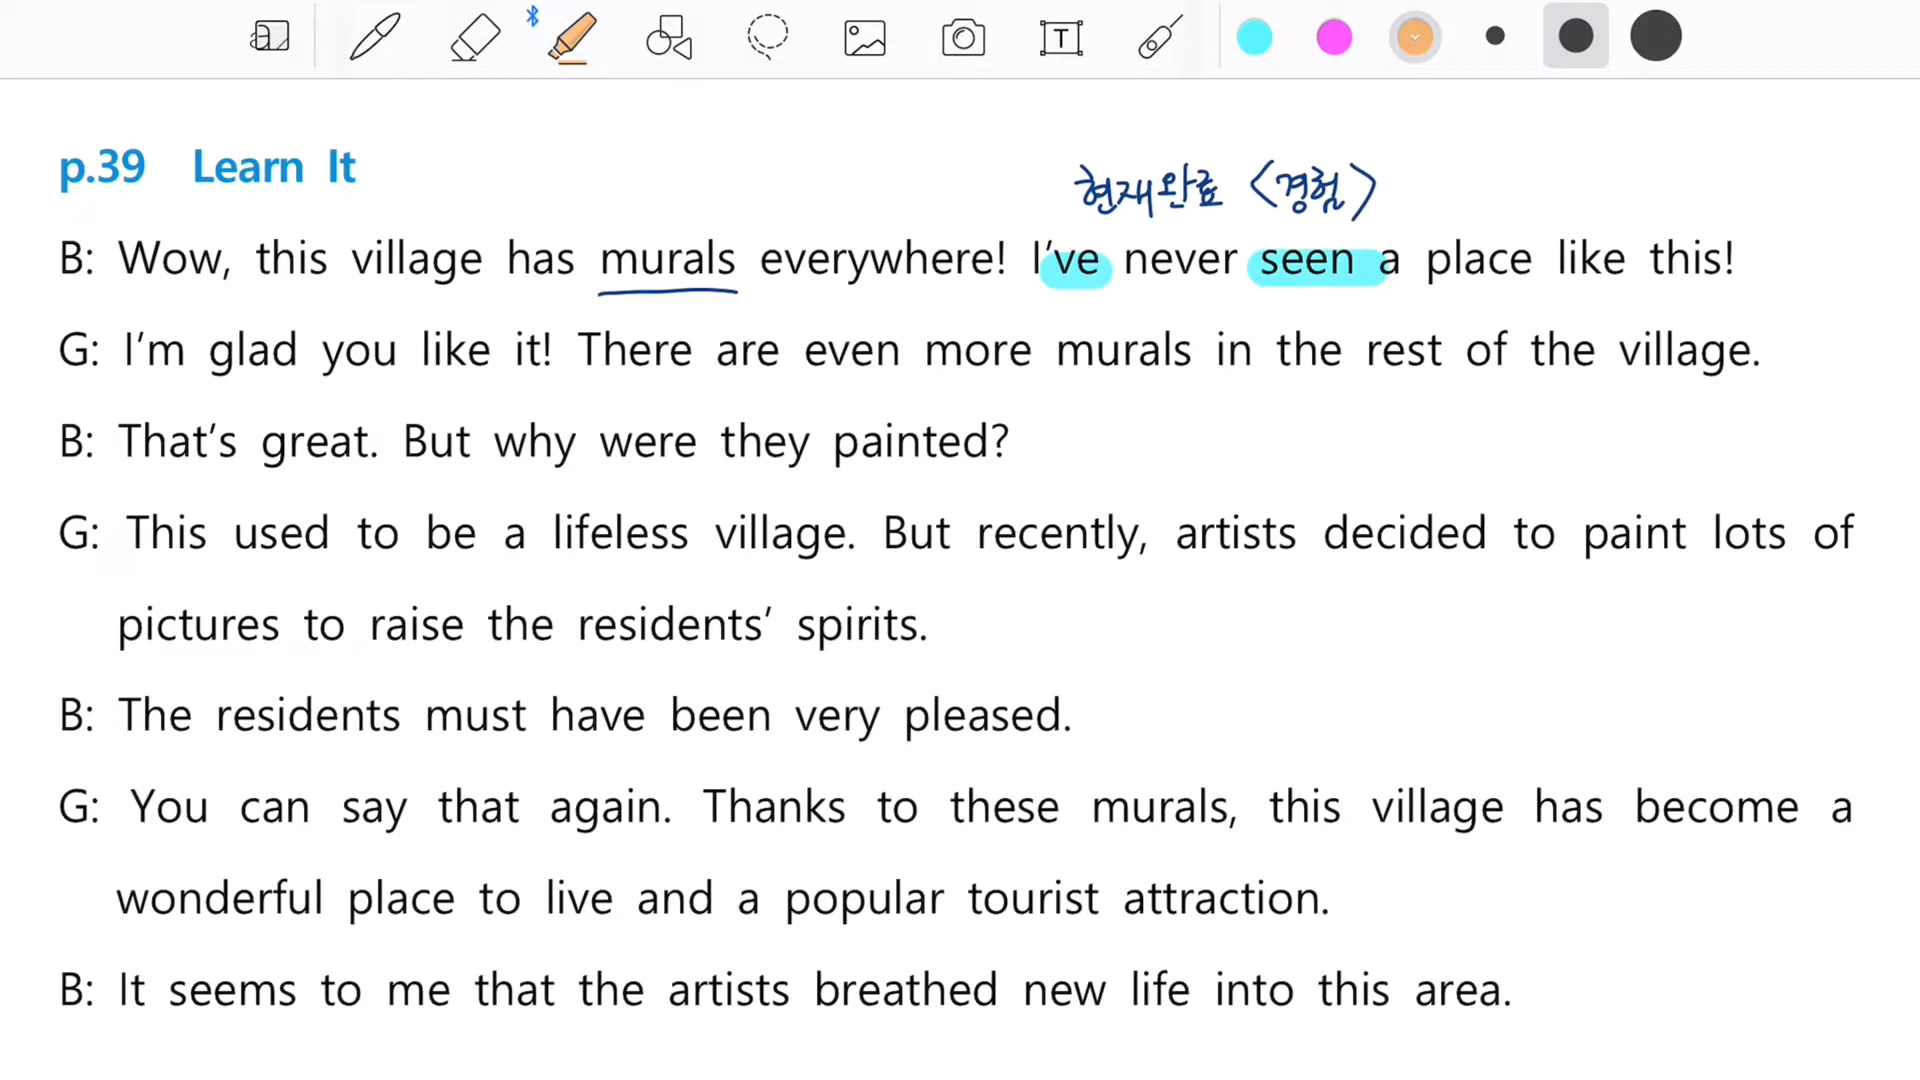 p.39 Learn It
현재완료 <경험>
B: Wow, this village has murals everywhere! I've never seen a place like this!
G: I'm glad you like it! There are even more murals in the rest of the village.
B: That's great. But why were they painted?
G: This used to be a lifeless village. But recently, artists decided to paint lots of
pictures to raise the residents' spirits.
B: The residents must have been very pleased.
G: You can say that again. Thanks to these murals, this village has become a
wonderful place to live and a popular tourist attraction.
B: It seems to me that the artists breathed new life into this area.